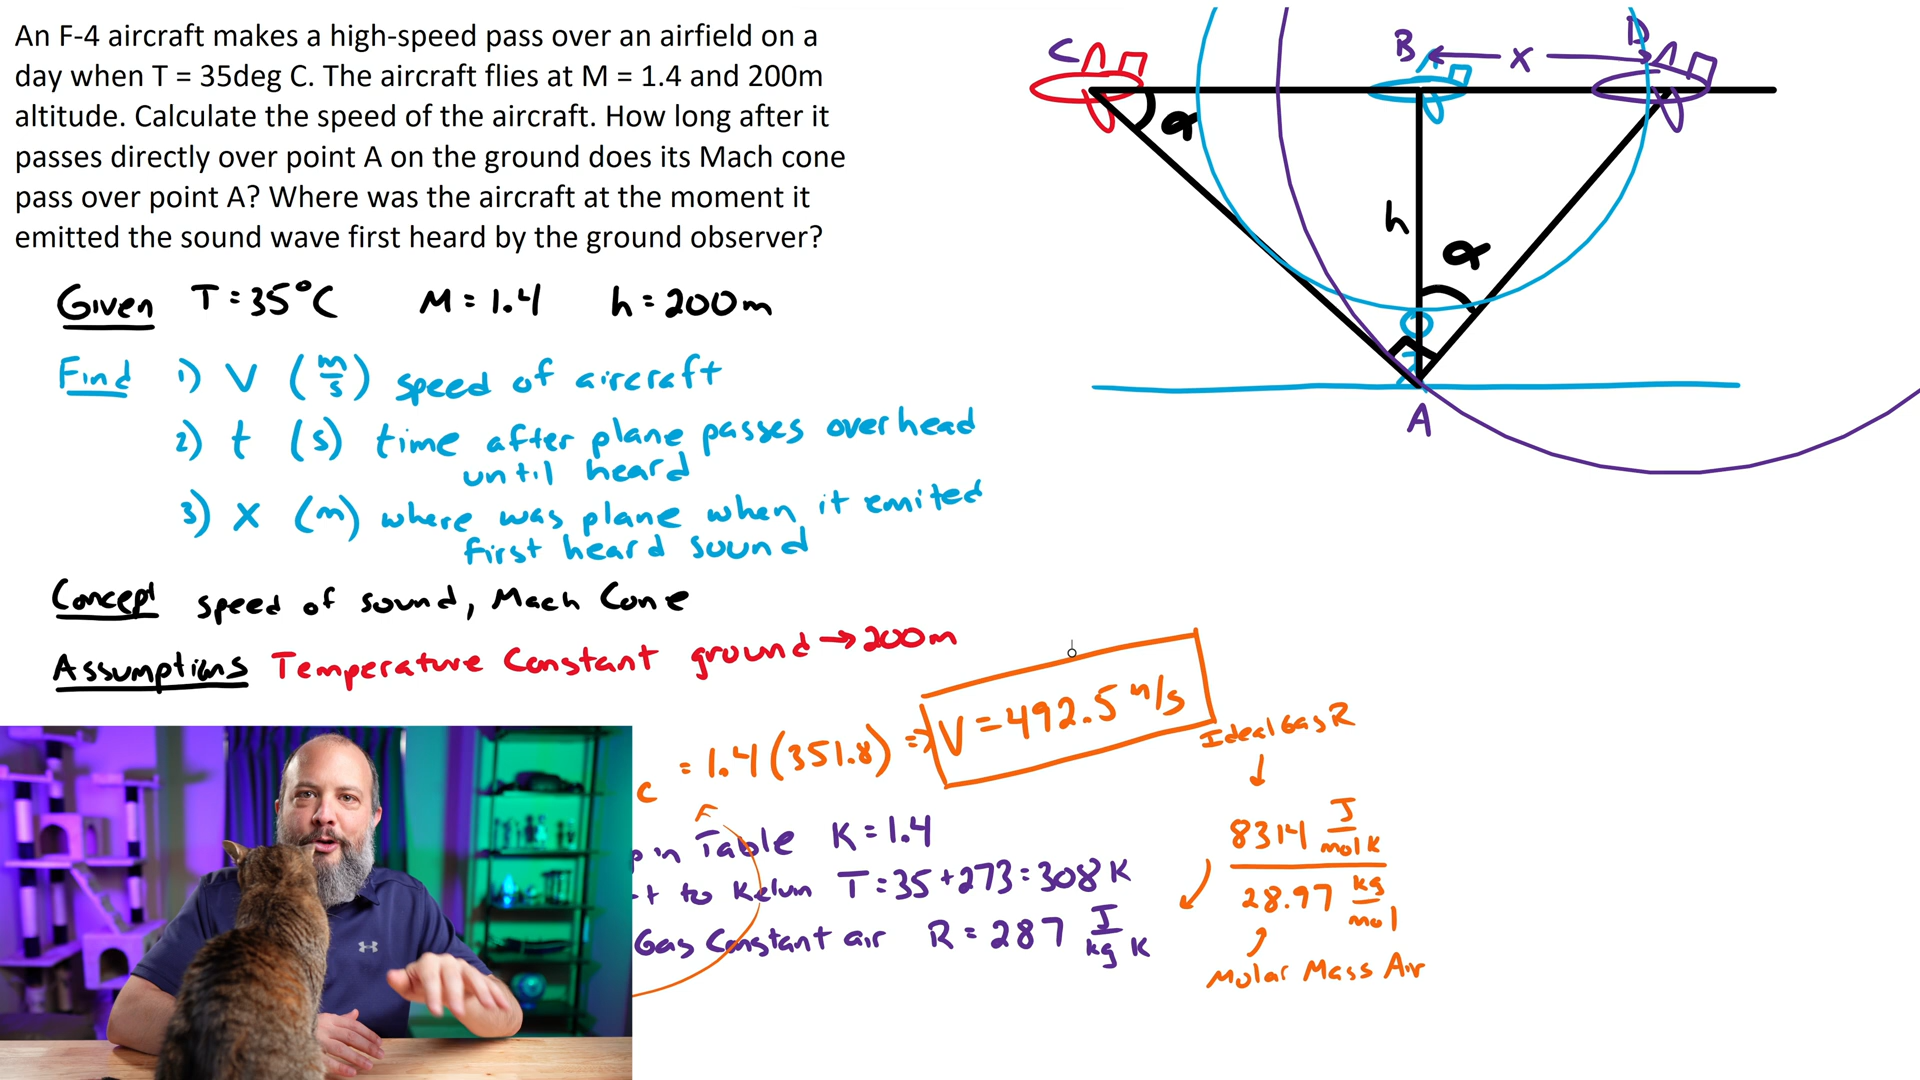 An F-4 aircraft makes a high-speed pass over an airfield on a
day when T = 35deg C. The aircraft flies at M = 1.4 and 200m
altitude. Calculate the speed of the aircraft. How long after it
passes directly over point A on the ground does its Mach cone
pass over point A? Where was the aircraft at the moment it
emitted the sound wave first heard by the ground observer?
Given T = 35°C M = 1.4 h = 200m
Find 1) V (m/s) speed of aircraft
2) t (s) time after plane passes overhead
until heard
3) X (m) where was plane when it emited
first heard sound
Concept speed of sound, Mach Cone
Assumptions Temperature Constant ground → 200m
C = 1.4 (351.8) => V = 492.5 m/s
F
Table K = 1.4
to Kelvin T = 35 + 273 = 308 K
Gas Constant air R = 287 J/kg K
Ideal Gas R
↓
8314 J/mol K
28.97 kg/mol
Molar Mass Air
C
B ← X → D
α
h
α
A